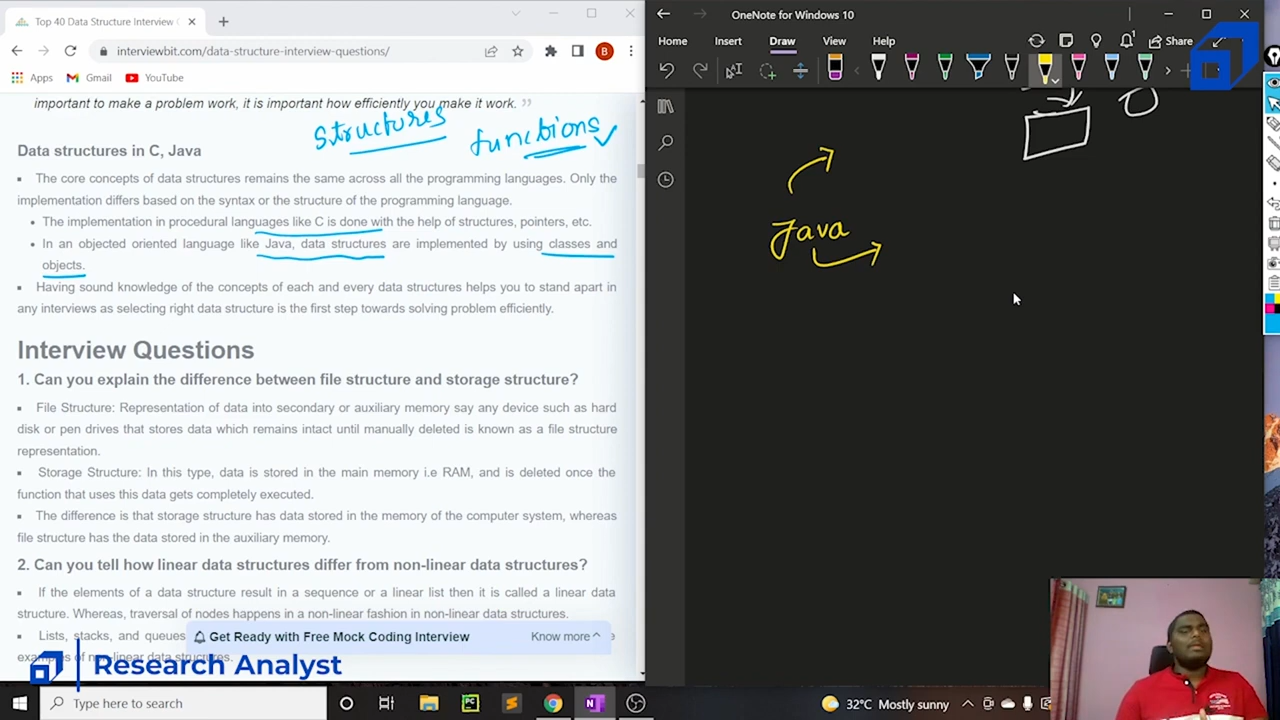 Top 40 Data Structure Interview
interviewbit.com/data-structure-interview-questions/
B
Apps Gmail YouTube
important to make a problem work, it is important how efficiently you make it work. ”
structures functions
Data structures in C, Java
The core concepts of data structures remains the same across all the programming languages. Only the
implementation differs based on the syntax or the structure of the programming language.
The implementation in procedural languages like C is done with the help of structures, pointers, etc.
In an objected oriented language like Java, data structures are implemented by using classes and
objects.
Having sound knowledge of the concepts of each and every data structures helps you to stand apart in
any interviews as selecting right data structure is the first step towards solving problem efficiently.
Interview Questions
1. Can you explain the difference between file structure and storage structure?
File Structure: Representation of data into secondary or auxiliary memory say any device such as hard
disk or pen drives that stores data which remains intact until manually deleted is known as a file structure
representation.
Storage Structure: In this type, data is stored in the main memory i.e RAM, and is deleted once the
function that uses this data gets completely executed.
The difference is that storage structure has data stored in the memory of the computer system, whereas
file structure has the data stored in the auxiliary memory.
2. Can you tell how linear data structures differ from non-linear data structures?
If the elements of a data structure result in a sequence or a linear list then it is called a linear data
structure. Whereas, traversal of nodes happens in a non-linear fashion in non-linear data structures.
Lists, stacks, and queues
Get Ready with Free Mock Coding Interview Know more
of non-linear data structures.
Research Analyst
OneNote for Windows 10
Home Insert Draw View Help Share
Java
Type here to search
32°C Mostly sunny